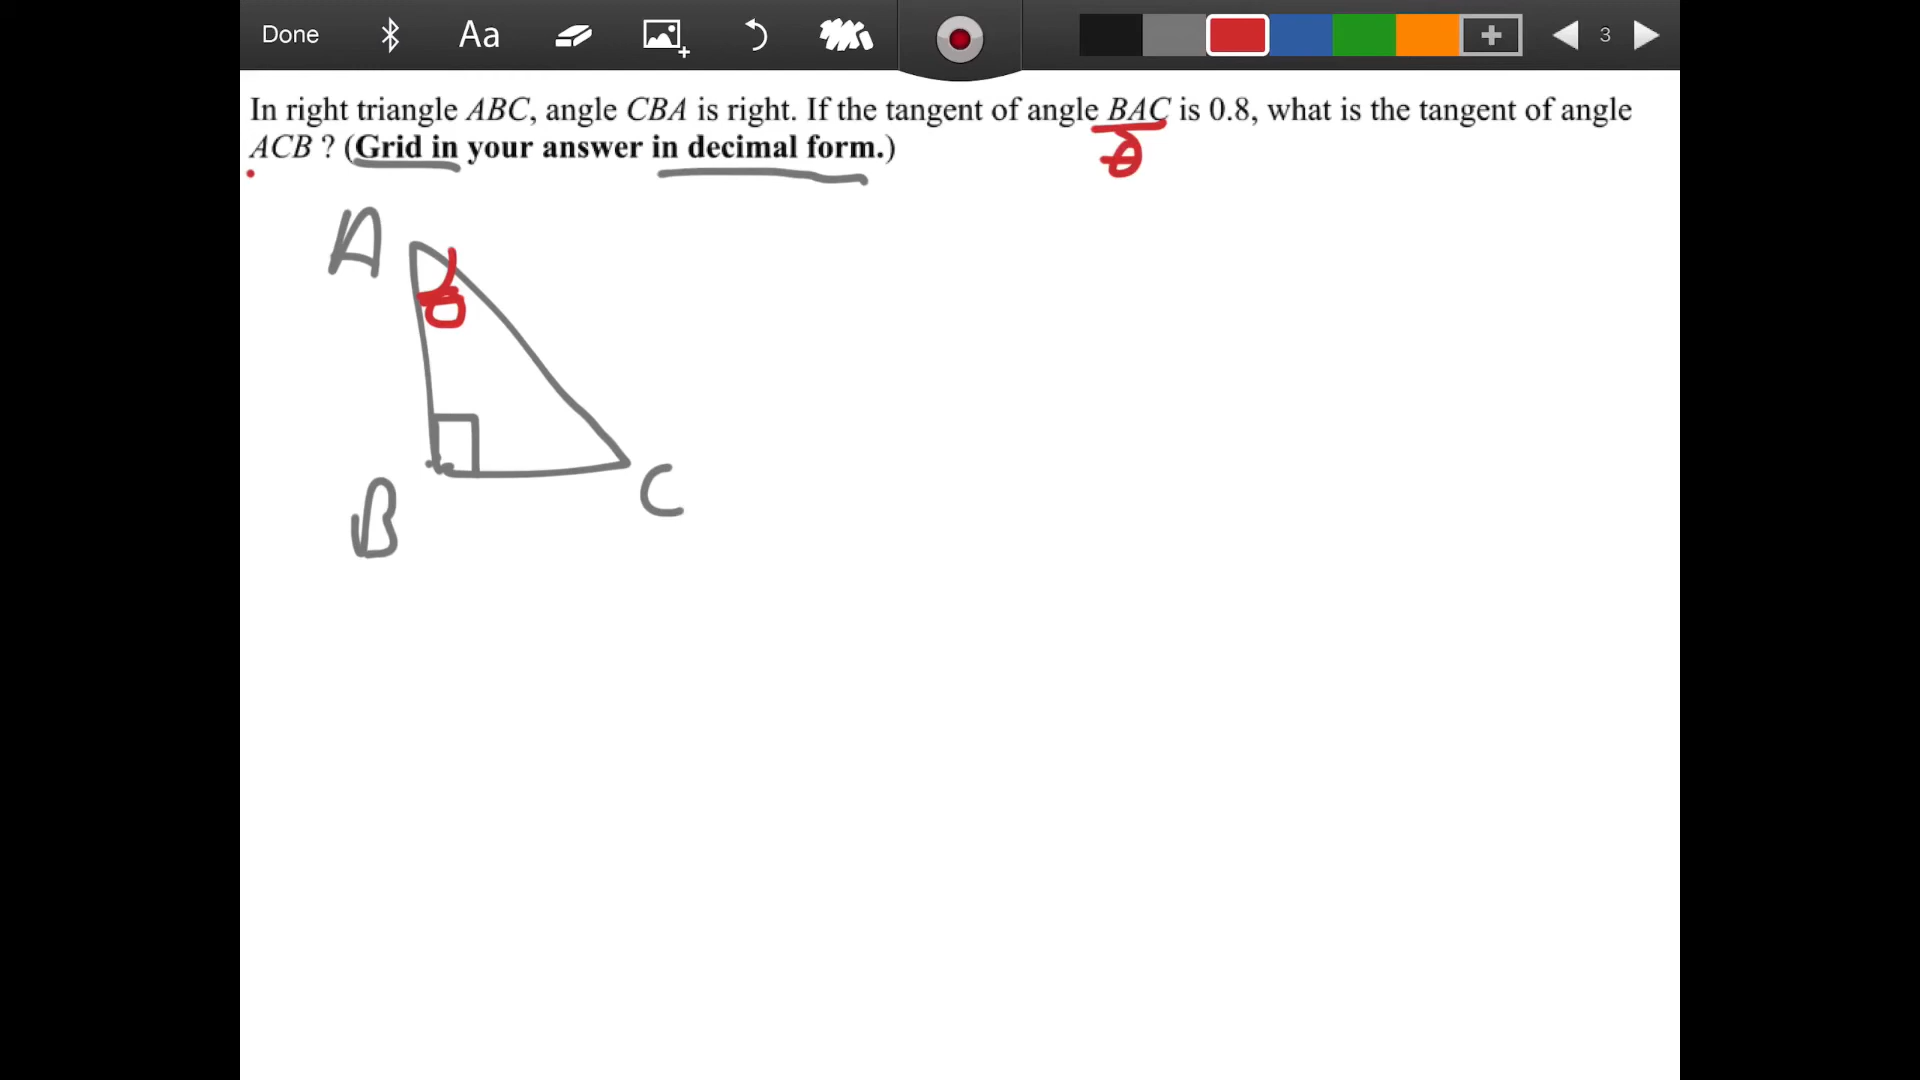 Done Aa 3
In right triangle ABC, angle CBA is right. If the tangent of angle BAC is 0.8, what is the tangent of angle
ACB ? (Grid in your answer in decimal form.)
θ
A
θ
B
C